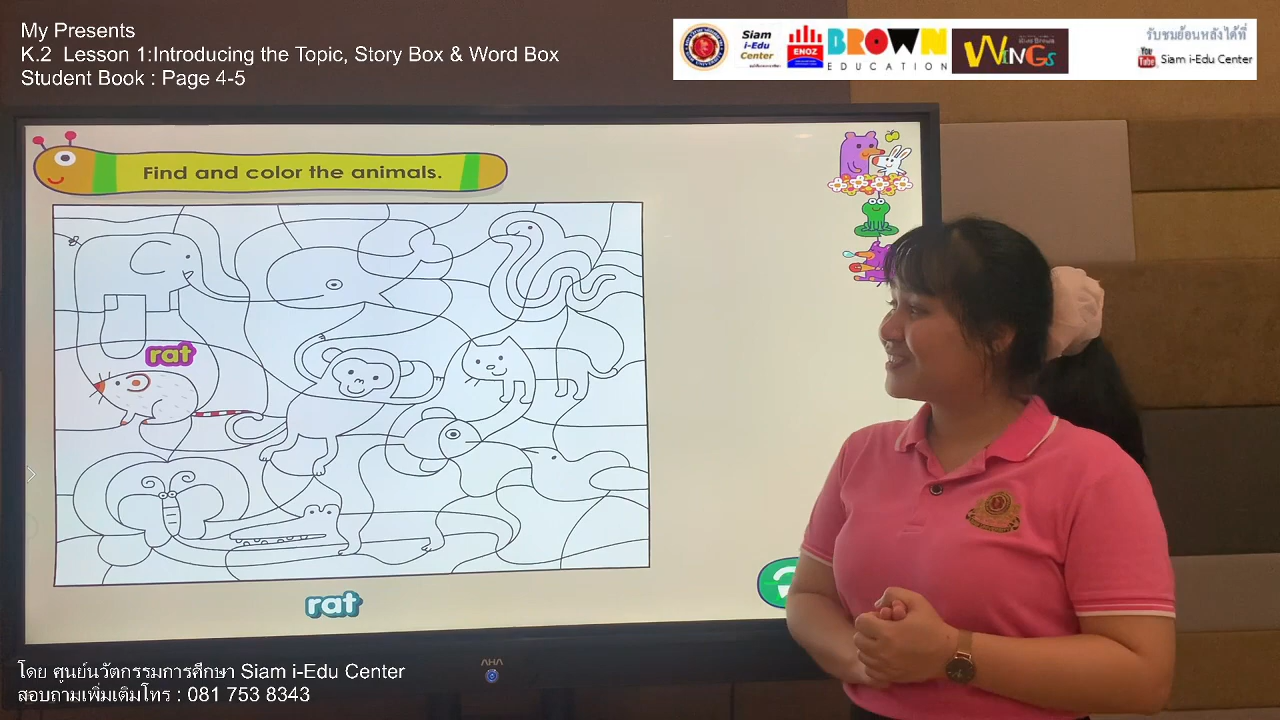 My Presents
K.2 Lesson 1:Introducing the Topic, Story Box & Word Box
Student Book : Page 4-5
Siam
i-Edu
Center
ENOZ
BROWN
EDUCATION
WiNGs
รับชมย้อนหลังได้ที่
You
Tube
Siam i-Edu Center
Find and color the animals.
rat
rat
AHA
โดย ศูนย์นวัตกรรมการศึกษา Siam i-Edu Center
สอบถามเพิ่มเติมโทร : 081 753 8343